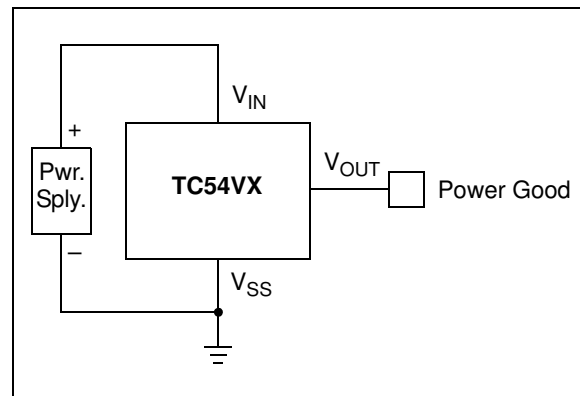 V_IN
+
Pwr.
Sply.
–
TC54VX
V_OUT
Power Good
V_SS